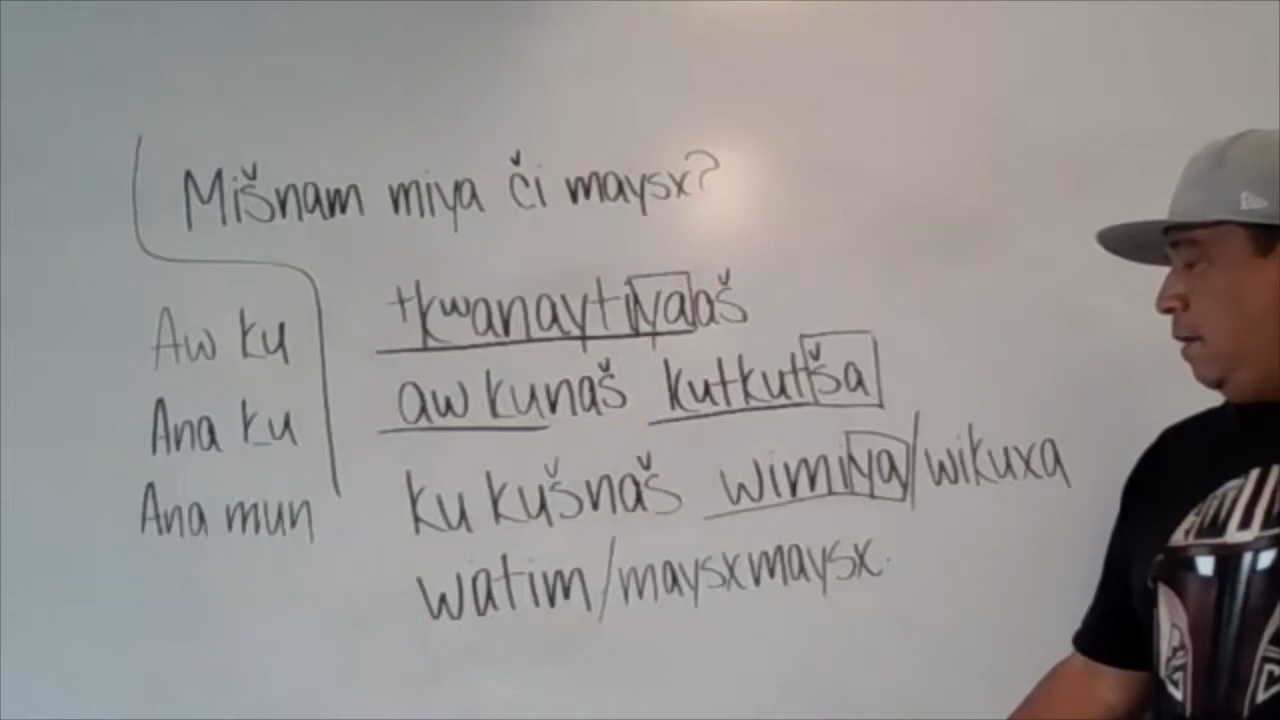 Mišnam miya či maysx?
Aw ku
Ana ku
Ana mun
tkʷanaytiyaaš
aw kunaš kutkutša
ku kušnaš wimiya/wikuxa
watim/maysxmaysx.